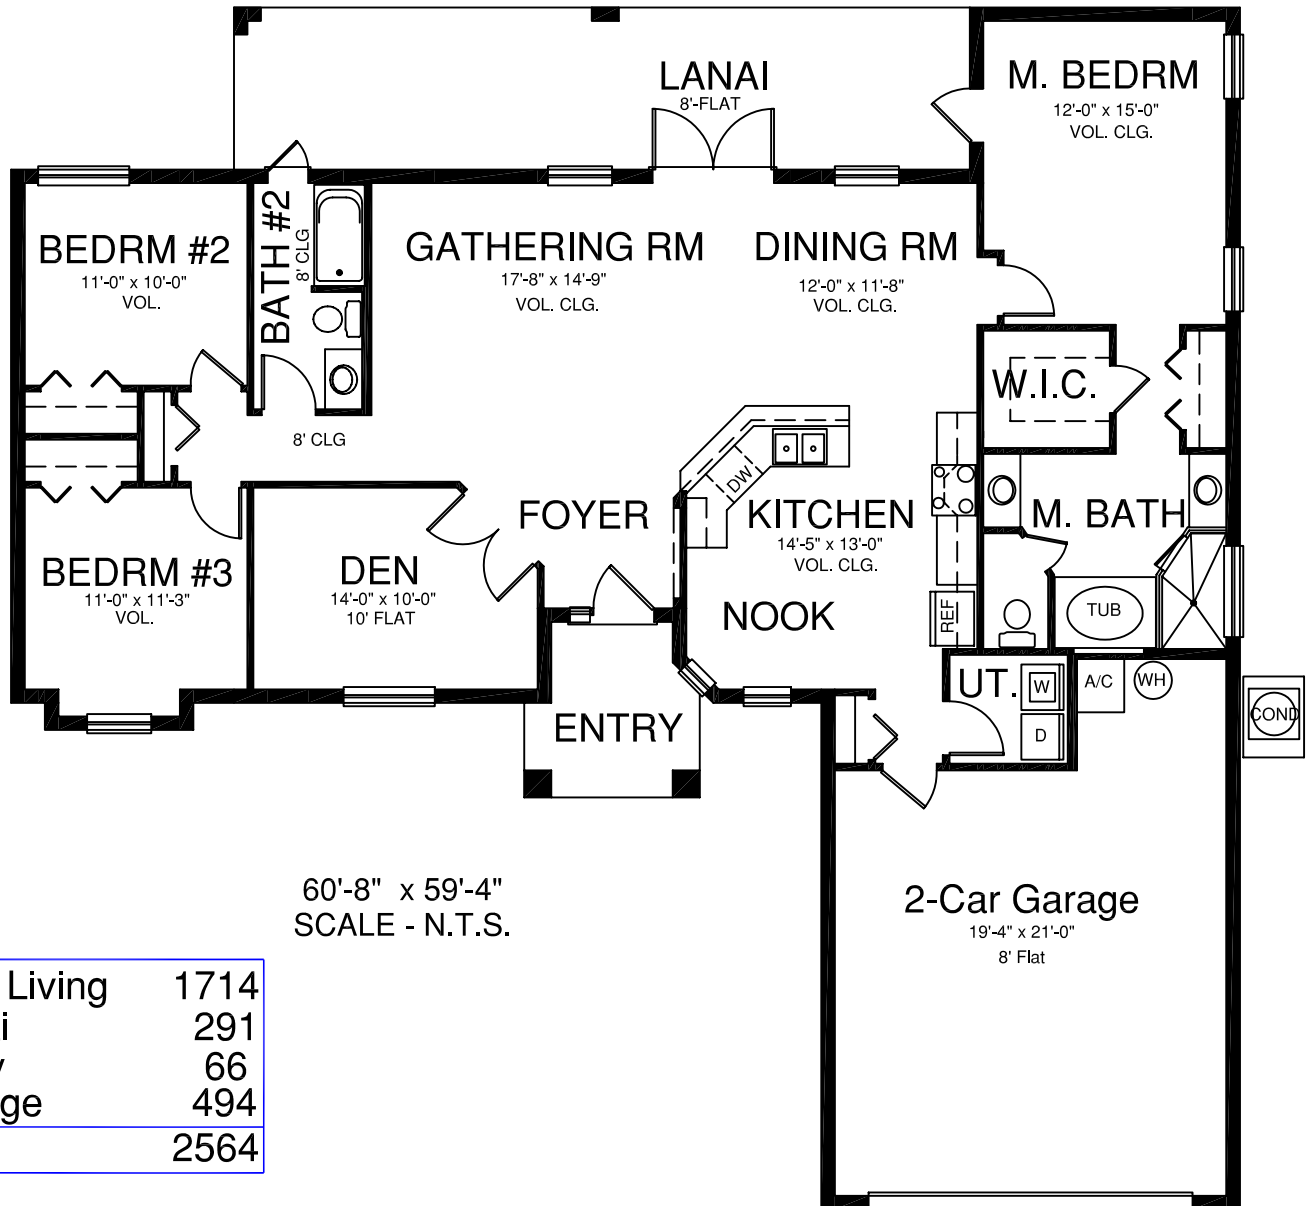 LANAI
8'-FLAT
M. BEDRM
12'-0" x 15'-0"
VOL. CLG.
BEDRM #2
11'-0" x 10'-0"
VOL.
BATH #2
8' CLG
GATHERING RM
17'-8" x 14'-9"
VOL. CLG.
DINING RM
12'-0" x 11'-8"
VOL. CLG.
W.I.C.
8' CLG
DW
FOYER
KITCHEN
14'-5" x 13'-0"
VOL. CLG.
M. BATH
BEDRM #3
11'-0" x 11'-3"
VOL.
DEN
14'-0" x 10'-0"
10' FLAT
NOOK
REF
TUB
UT.
W
D
A/C
WH
COND
ENTRY
60'-8" x 59'-4"
SCALE - N.T.S.
2-Car Garage
19'-4" x 21'-0"
8' Flat
Living 1714
i 291
y 66
ge 494
2564